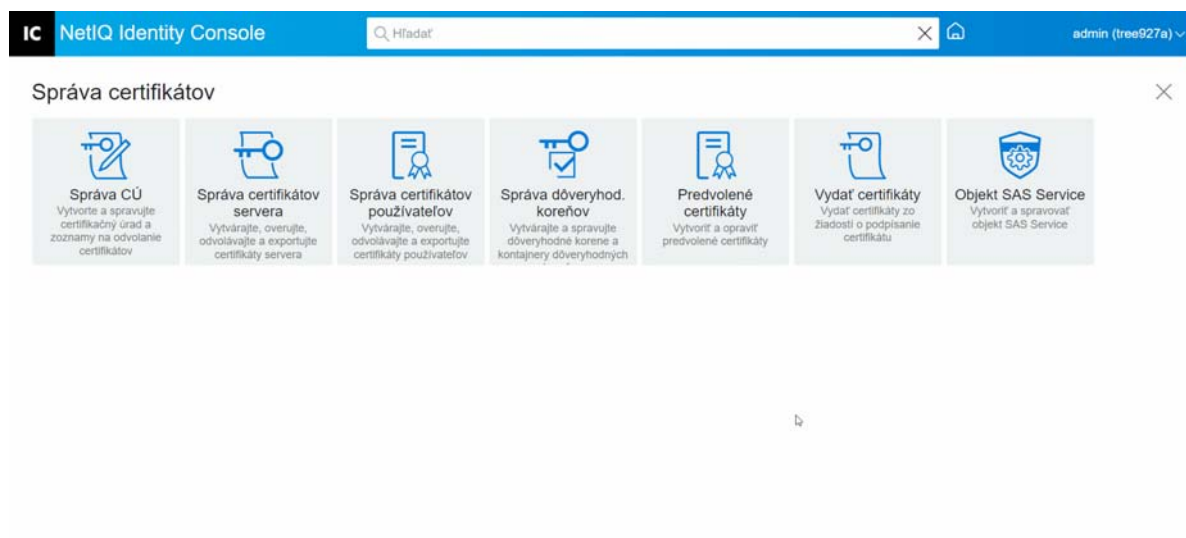 IC NetIQ Identity Console
Hľadať
admin (tree927a)
Správa certifikátov
Správa CÚ
Vytvorte a spravujte
certifikačný úrad a
zoznamy na odvolanie
certifikátov
Správa certifikátov
servera
Vytvárajte, overujte,
odvolávajte a exportujte
certifikáty servera
Správa certifikátov
používateľov
Vytvárajte, overujte,
odvolávajte a exportujte
certifikáty používateľov
Správa dôveryhod.
koreňov
Vytvárajte a spravujte
dôveryhodné korene a
kontajnery dôveryhodných
Predvolené
certifikáty
Vytvoriť a opraviť
predvolené certifikáty
Vydať certifikáty
Vydať certifikáty zo
žiadosti o podpísanie
certifikátu
Objekt SAS Service
Vytvoriť a spravovať
objekt SAS Service